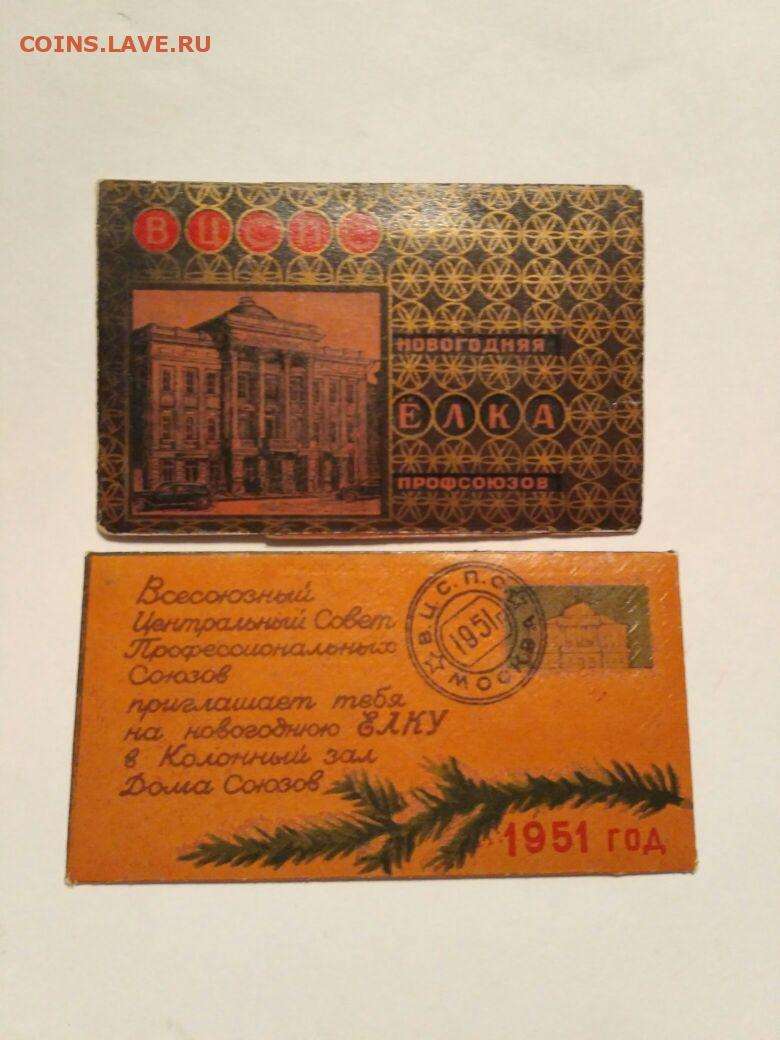 COINS.LAVE.RU
ВЦСПС
НОВОГОДНЯЯ
ЁЛКА
ПРОФСОЮЗОВ
Всесоюзный
Центральный Совет
Профессиональных
Союзов
приглашает тебя
на новогоднюю ЕЛКУ
в Колонный зал
Дома Союзов
В.Ц.С.П.С.
1951 г.
МОСКВА
1951 год